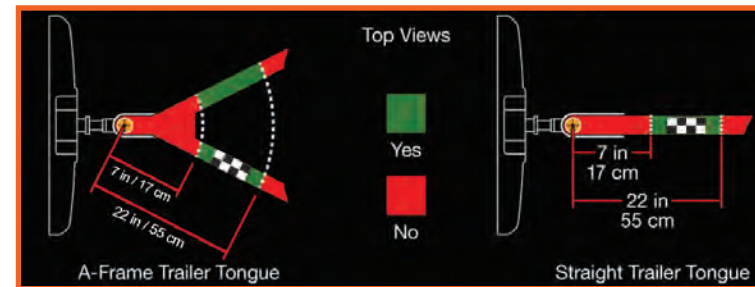 Top Views
Yes
No
7 in / 17 cm
22 in / 55 cm
A-Frame Trailer Tongue
7 in
17 cm
22 in
55 cm
Straight Trailer Tongue